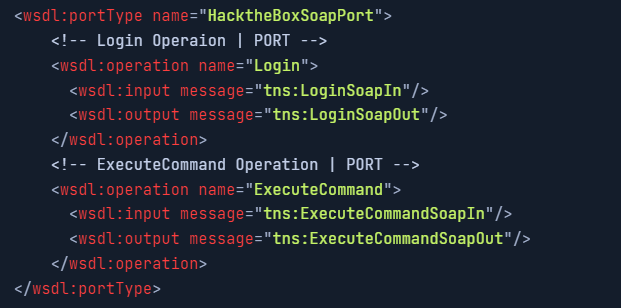 <wsdl:portType name="HacktheBoxSoapPort">
<!-- Login Operaion | PORT -->
<wsdl:operation name="Login">
<wsdl:input message="tns:LoginSoapIn"/>
<wsdl:output message="tns:LoginSoapOut"/>
</wsdl:operation>
<!-- ExecuteCommand Operation | PORT -->
<wsdl:operation name="ExecuteCommand">
<wsdl:input message="tns:ExecuteCommandSoapIn"/>
<wsdl:output message="tns:ExecuteCommandSoapOut"/>
</wsdl:operation>
</wsdl:portType>